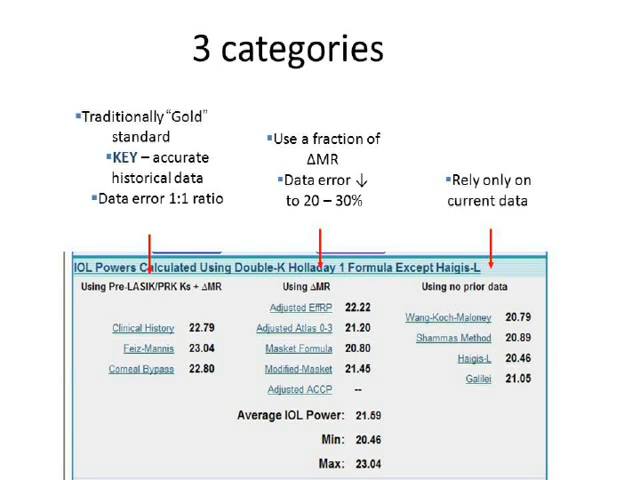 3 categories
▪Traditionally “Gold” standard
▪KEY – accurate historical data
▪Data error 1:1 ratio
▪Use a fraction of ΔMR
▪Data error ↓ to 20 – 30%
▪Rely only on current data
IOL Powers Calculated Using Double-K Holladay 1 Formula Except Haigis-L
Using Pre-LASIK/PRK Ks + ΔMR
Clinical History 22.79
Feiz-Mannis 23.04
Corneal Bypass 22.80
Using ΔMR
Adjusted EffRP 22.22
Adjusted Atlas 0-3 21.20
Masket Formula 20.80
Modified-Masket 21.45
Adjusted ACCP --
Using no prior data
Wang-Koch-Maloney 20.79
Shammas Method 20.89
Haigis-L 20.46
Galilei 21.05
Average IOL Power: 21.59
Min: 20.46
Max: 23.04